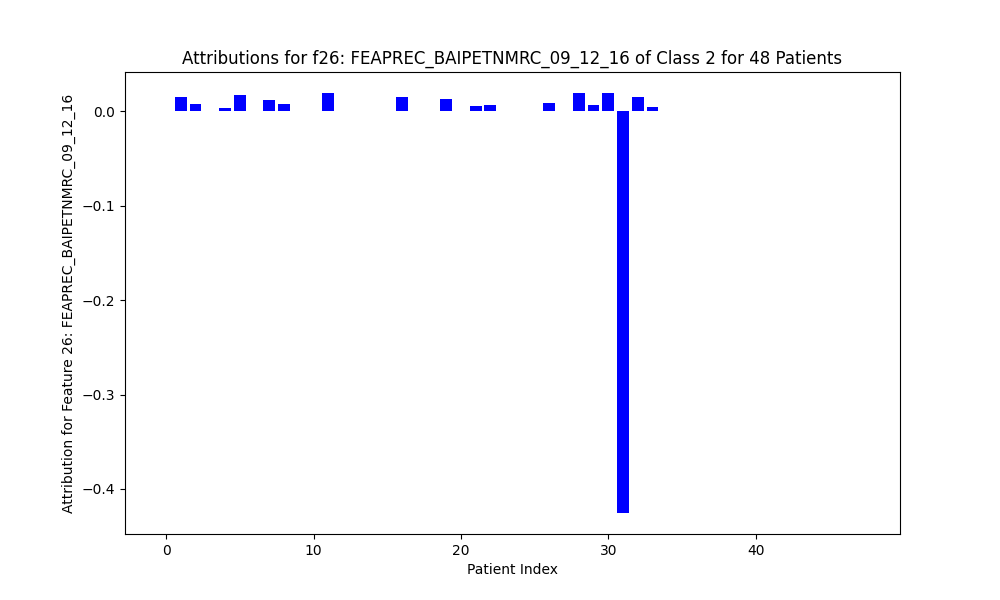 Attributions for f26: FEAPREC_BAIPETNMRC_09_12_16 of Class 2 for 48 Patients
Attribution for Feature 26: FEAPREC_BAIPETNMRC_09_12_16
0.0
−0.1
−0.2
−0.3
−0.4
0 10 20 30 40
Patient Index